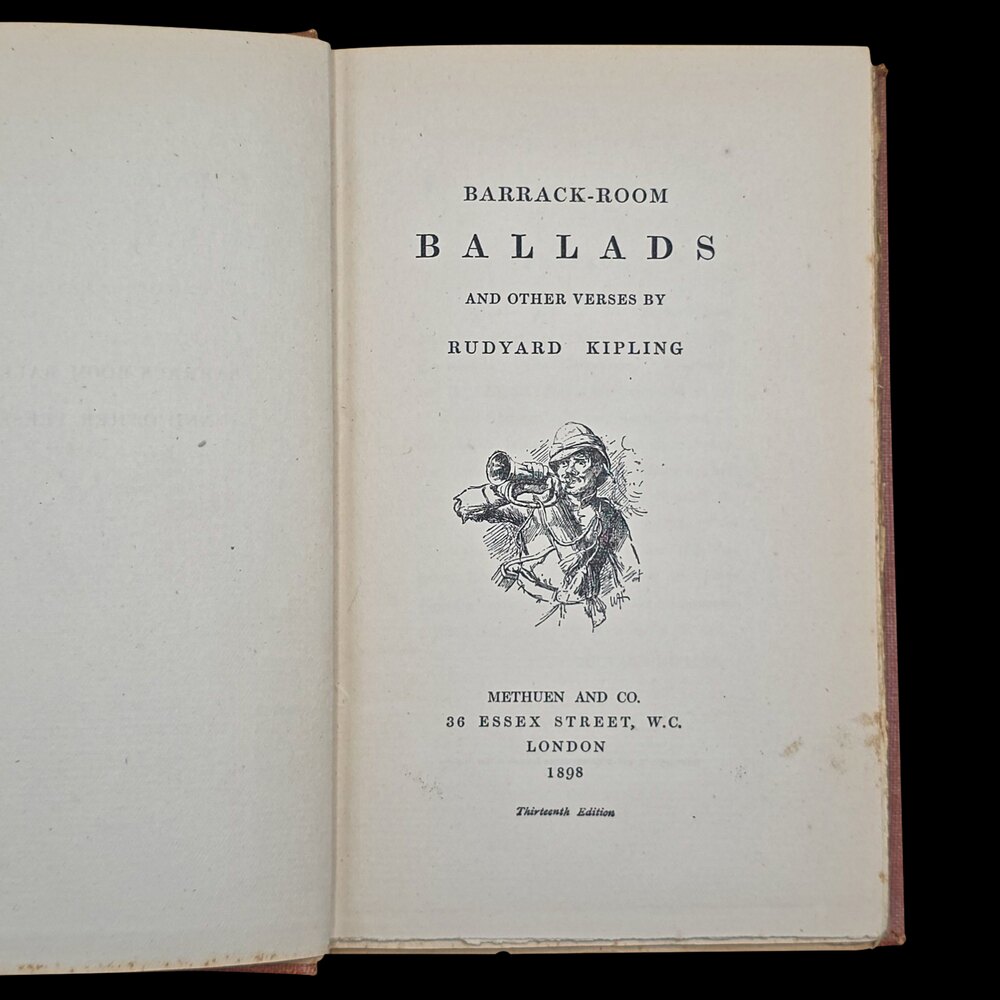 BARRACK-ROOM
BALLADS
AND OTHER VERSES BY
RUDYARD KIPLING
METHUEN AND CO.
36 ESSEX STREET, W.C.
LONDON
1898
Thirteenth Edition